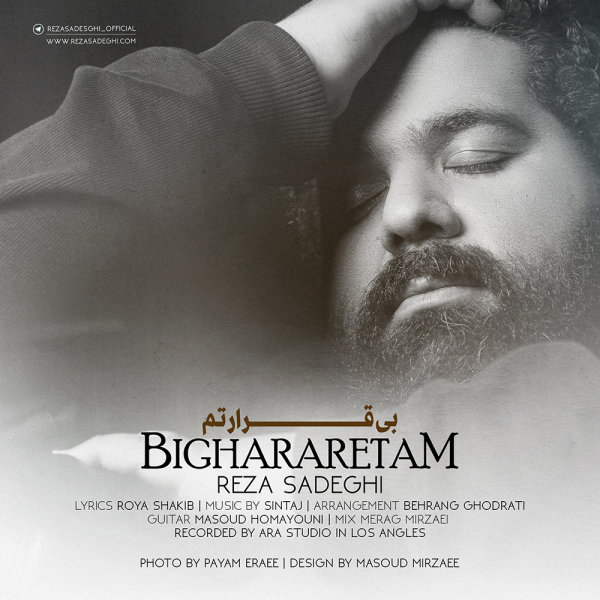 REZASADESGHI_OFFICIAL
WWW.REZASADEGHI.COM
بی قرارتم
BIGHARARETAM
REZA SADEGHI
LYRICS ROYA SHAKIB | MUSIC BY SINTAJ | ARRANGEMENT BEHRANG GHODRATI
GUITAR MASOUD HOMAYOUNI | MIX MERAG MIRZAEI
RECORDED BY ARA STUDIO IN LOS ANGLES
PHOTO BY PAYAM ERAEE | DESIGN BY MASOUD MIRZAEE